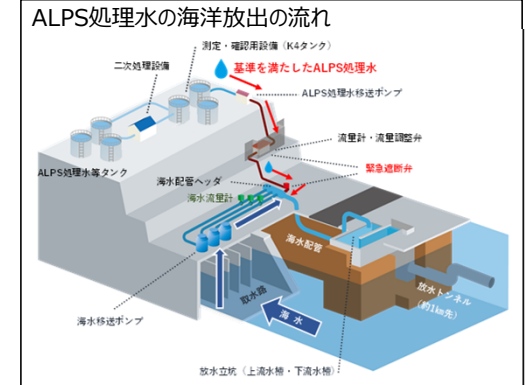 ALPS処理水の海洋放出の流れ
測定・確認用設備（K4タンク）
二次処理設備
基準を満たしたALPS処理水
ALPS処理水移送ポンプ
流量計・流量調整弁
ALPS処理水等タンク
緊急遮断弁
海水配管ヘッダ
海水流量計
海水配管
放水トンネル
（約1km先）
取水路
海水
海水移送ポンプ
放水立坑（上流水槽・下流水槽）